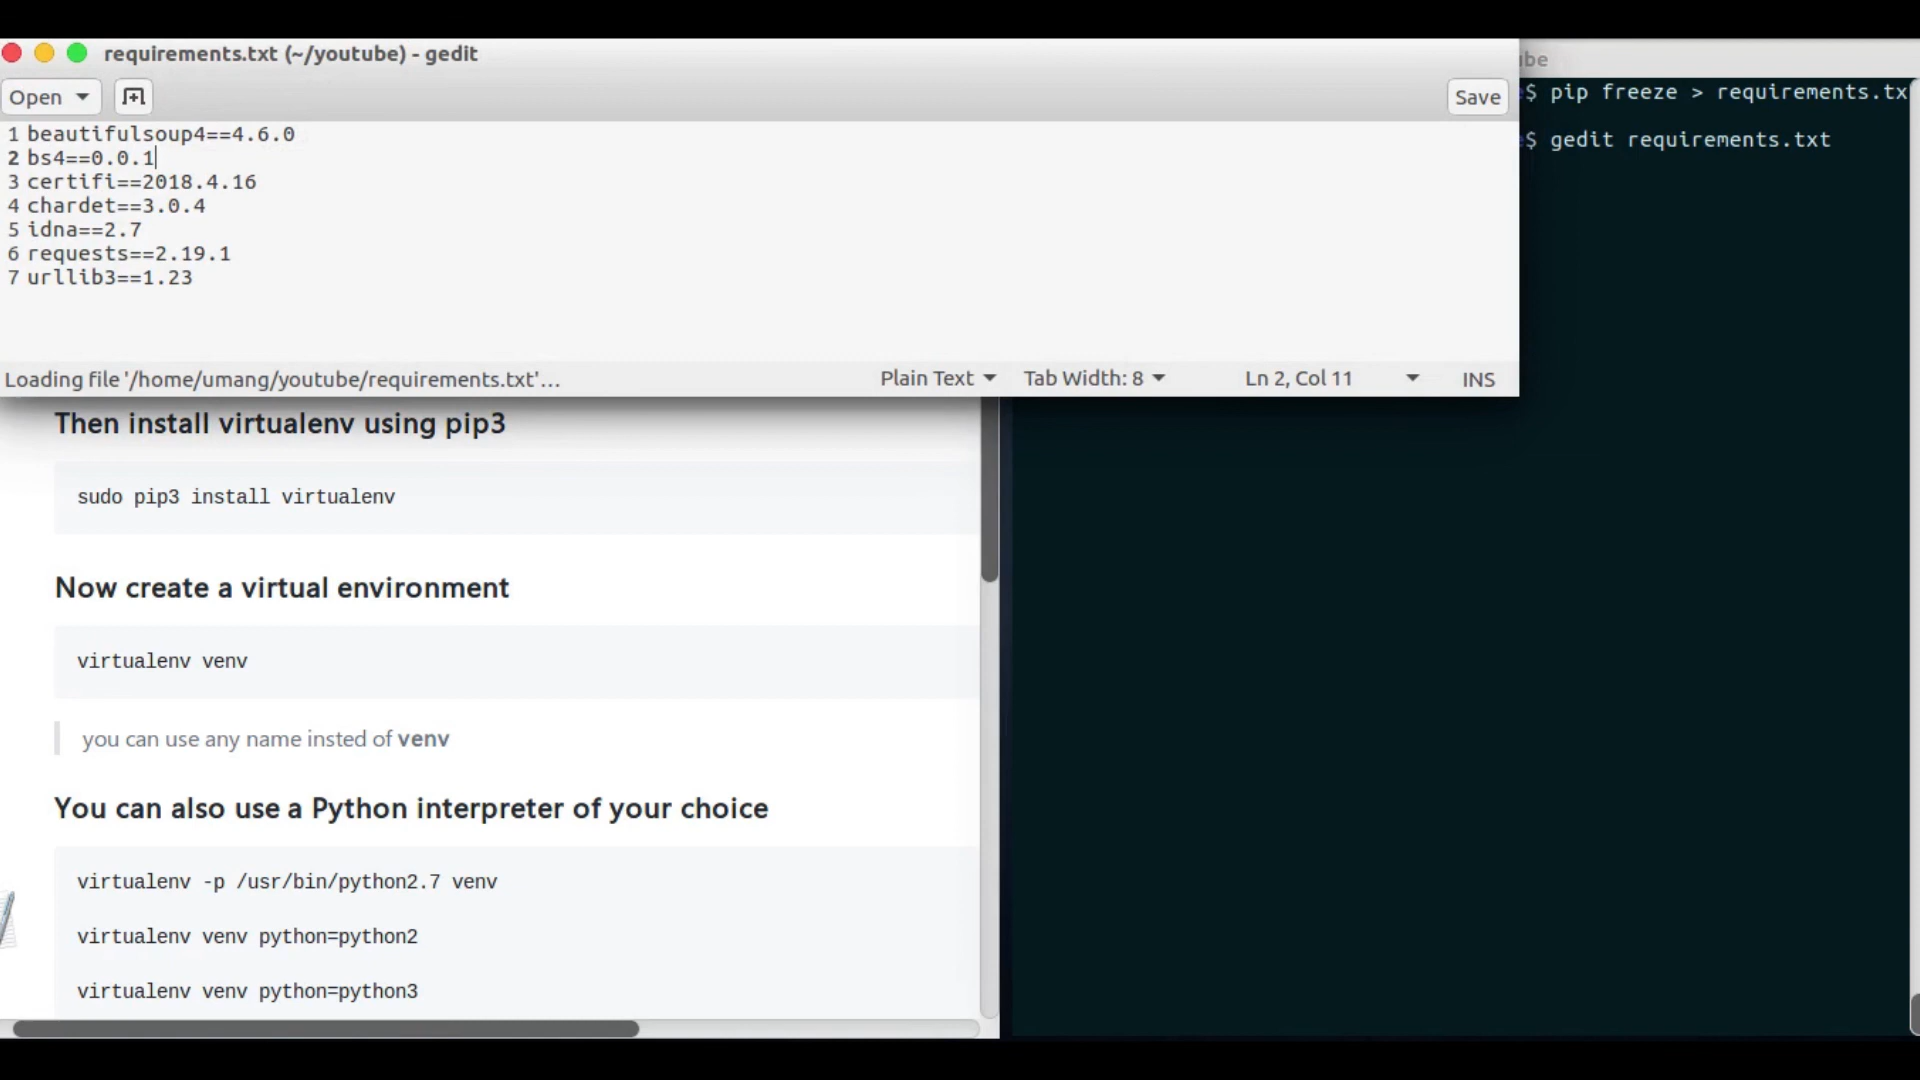 requirements.txt (~/youtube) - gedit
Open
Save
1 beautifulsoup4==4.6.0
2 bs4==0.0.1
3 certifi==2018.4.16
4 chardet==3.0.4
5 idna==2.7
6 requests==2.19.1
7 urllib3==1.23
Loading file '/home/umang/youtube/requirements.txt'... Plain Text Tab Width: 8 Ln 2, Col 11 INS
$ pip freeze > requirements.tx
$ gedit requirements.txt
Then install virtualenv using pip3
sudo pip3 install virtualenv
Now create a virtual environment
virtualenv venv
you can use any name insted of venv
You can also use a Python interpreter of your choice
virtualenv -p /usr/bin/python2.7 venv
virtualenv venv python=python2
virtualenv venv python=python3